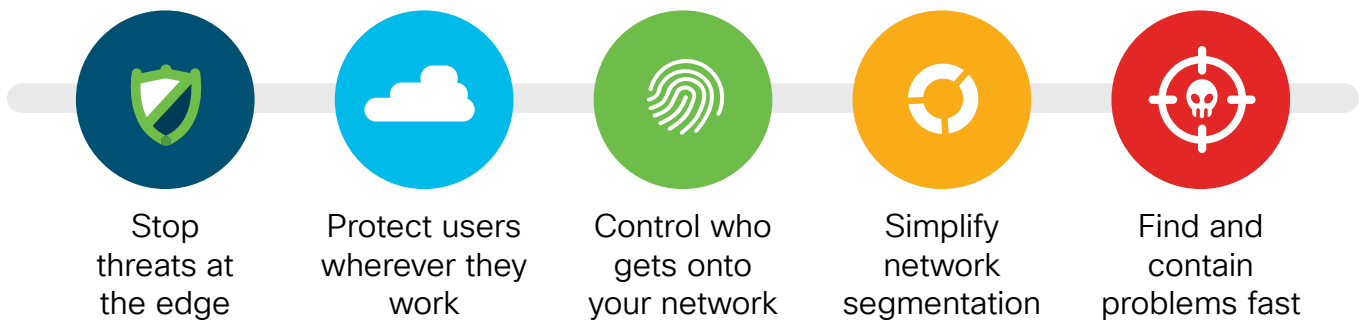 Stop
threats at
the edge
Protect users
wherever they
work
Control who
gets onto
your network
Simplify
network
segmentation
Find and
contain
problems fast